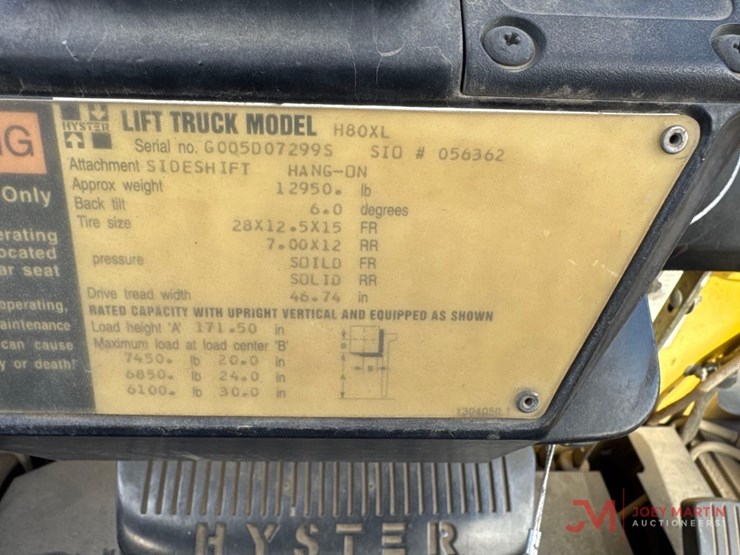 NG
Only
erating
ocated
ar seat
operating,
maintenance
can cause
y or death!
HYSTER
LIFT TRUCK MODEL H80XL
Serial no. G005D07299S SIO # 056362
Attachment SIDESHIFT HANG-ON
Approx weight 12950. lb
Back tilt 6.0 degrees
Tire size 28X12.5X15 FR
7.00X12 RR
pressure SOILD FR
SOLID RR
Drive tread width 46.74 in
RATED CAPACITY WITH UPRIGHT VERTICAL AND EQUIPPED AS SHOWN
Load height 'A' 171.50 in
Maximum load at load center 'B'
7450. lb 20.0 in
6850. lb 24.0 in
6100. lb 30.0 in
B
A
B
HYSTER
JM
JOEY MARTIN
AUCTIONEERS